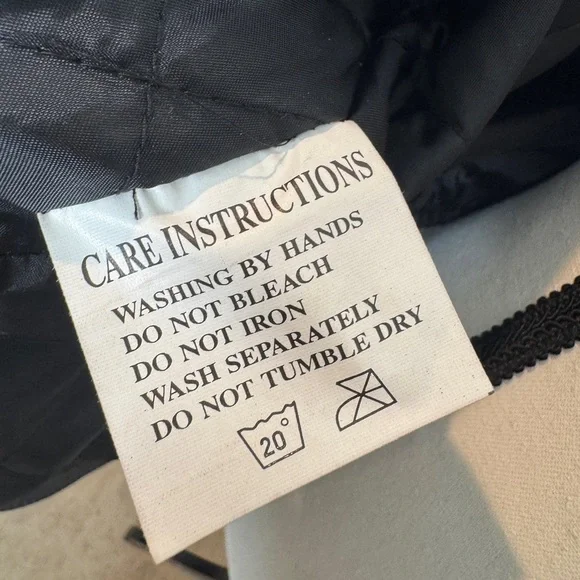 CARE INSTRUCTIONS
WASHING BY HANDS
DO NOT BLEACH
DO NOT IRON
WASH SEPARATELY
DO NOT TUMBLE DRY
20°